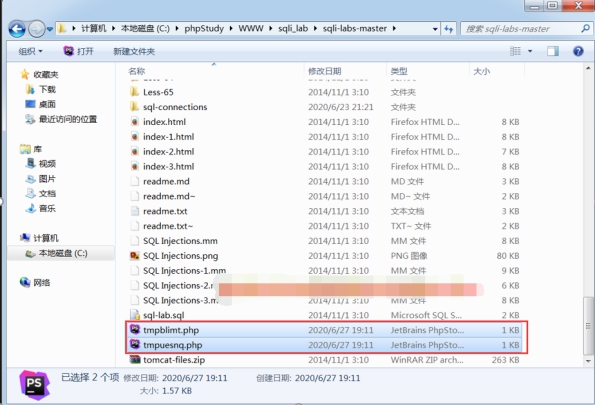 计算机 ▸ 本地磁盘 (C:) ▸ phpStudy ▸ WWW ▸ sqli_lab ▸ sqli-labs-master ▸ 搜索 sqli-labs-master
组织 打开 新建文件夹
名称 修改日期 类型 大小
收藏夹
下载
桌面
最近访问的位置
库
视频
图片
文档
音乐
计算机
本地磁盘 (C:)
网络
Less-65 2014/11/1 3:10 文件夹
sql-connections 2020/6/23 21:21 文件夹
index.html 2014/11/1 3:10 Firefox HTML D... 8 KB
index-1.html 2014/11/1 3:10 Firefox HTML D... 8 KB
index-2.html 2014/11/1 3:10 Firefox HTML D... 6 KB
index-3.html 2014/11/1 3:10 Firefox HTML D... 8 KB
readme.md 2014/11/1 3:10 MD 文件 3 KB
readme.md~ 2014/11/1 3:10 MD~ 文件 3 KB
readme.txt 2014/11/1 3:10 文本文档 3 KB
readme.txt~ 2014/11/1 3:10 TXT~ 文件 2 KB
SQL Injections.mm 2014/11/1 3:10 MM 文件 8 KB
SQL Injections.png 2014/11/1 3:10 PNG 图像 80 KB
SQL Injections-1.mm 2014/11/1 3:10 MM 文件 9 KB
SQL Injections-2.m 6 KB
SQL Injections-3.m 2014/11/1 3:10 MM 文件 8 KB
sql-lab.sql 2014/11/1 3:10 Microsoft SQL S... 2 KB
tmpblimt.php 2020/6/27 19:11 JetBrains PhpSto... 1 KB
tmpuesnq.php 2020/6/27 19:11 JetBrains PhpSto... 1 KB
tomcat-files.zip 2014/11/1 3:10 WinRAR ZIP arch... 263 KB
PS
已选择 2 个项 修改日期: 2020/6/27 19:11 创建日期: 2020/6/27 19:11
大小: 1.57 KB